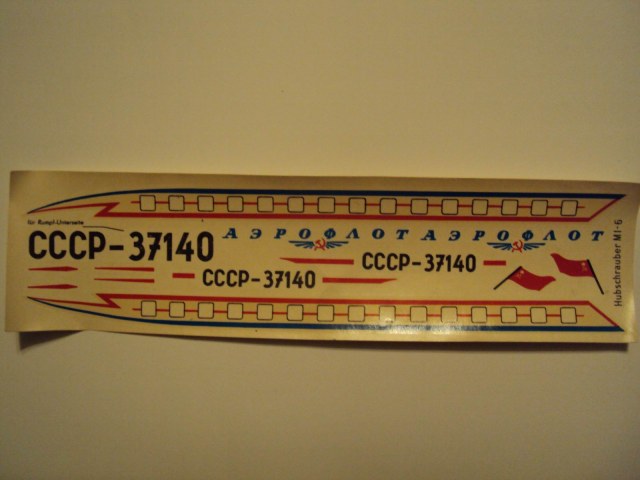 für Rumpf-Unterseite
СССР-37140
АЭРОФЛОТ АЭРОФЛОТ
СССР-37140
СССР-37140
Hubschrauber MI-6